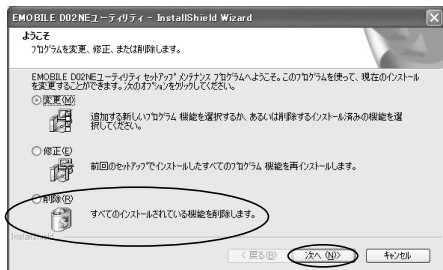 EMOBILE D02NEユーティリティ - InstallShield Wizard
ようこそ
プログラムを変更、修正、または削除します。
EMOBILE D02NEユーティリティ セットアップ メンテナンス プログラムへようこそ。このプログラムを使って、現在のインストール
を変更することができます。次のオプションをクリックしてください。
変更(M)
追加する新しいプログラム 機能を選択するか、あるいは削除するインストール済みの機能を選
択してください。
修正(E)
前回のセットアップでインストールしたすべてのプログラム 機能を再インストールします。
削除(R)
すべてのインストールされている機能を削除します。
InstallShield
< 戻る(B)
次へ (N)>
キャンセル